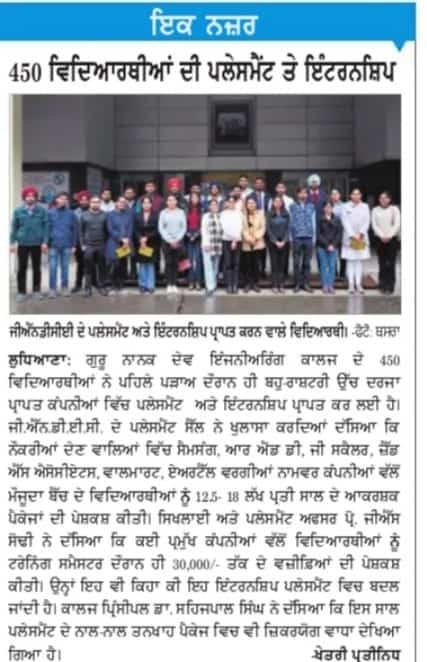 ਇਕ ਨਜ਼ਰ
450 ਵਿਦਿਆਰਥੀਆਂ ਦੀ ਪਲੇਸਮੈਂਟ ਤੇ ਇੰਟਰਨਸ਼ਿਪ
ਜੀਐੱਨਡੀਈਸੀ ਦੇ ਪਲੇਸਮੈਂਟ ਅਤੇ ਇੰਟਰਨਸ਼ਿਪ ਪ੍ਰਾਪਤ ਕਰਨ ਵਾਲੇ ਵਿਦਿਆਰਥੀ। -ਫੋਟੋ: ਬਸਰਾ
ਲੁਧਿਆਣਾ: ਗੁਰੂ ਨਾਨਕ ਦੇਵ ਇੰਜਨੀਅਰਿੰਗ ਕਾਲਜ ਦੇ 450
ਵਿਦਿਆਰਥੀਆਂ ਨੇ ਪਹਿਲੇ ਪੜਾਅ ਦੌਰਾਨ ਹੀ ਬਹੁ-ਰਾਸ਼ਟਰੀ ਉੱਚ ਦਰਜਾ
ਪ੍ਰਾਪਤ ਕੰਪਨੀਆਂ ਵਿੱਚ ਪਲੇਸਮੈਂਟ ਅਤੇ ਇੰਟਰਨਸ਼ਿਪ ਪ੍ਰਾਪਤ ਕਰ ਲਈ ਹੈ।
ਜੀ.ਐੱਨ.ਡੀ.ਈ.ਸੀ. ਦੇ ਪਲੇਸਮੈਂਟ ਸੈੱਲ ਨੇ ਖੁਲਾਸਾ ਕਰਦਿਆਂ ਦੱਸਿਆ ਕਿ
ਨੌਕਰੀਆਂ ਦੇਣ ਵਾਲਿਆਂ ਵਿੱਚ ਸੈਮਸੰਗ, ਆਰ ਐਂਡ ਡੀ, ਜੀ ਸਕੈਲਰ, ਜ਼ੈੱਡ
ਐੱਸ ਐਸੋਸੀਏਟਸ, ਵਾਲਮਾਰਟ, ਏਅਰਟੈੱਲ ਵਰਗੀਆਂ ਨਾਮਵਰ ਕੰਪਨੀਆਂ ਵੱਲੋਂ
ਮੌਜੂਦਾ ਬੈਚ ਦੇ ਵਿਦਿਆਰਥੀਆਂ ਨੂੰ 12.5- 18 ਲੱਖ ਪ੍ਰਤੀ ਸਾਲ ਦੇ ਆਕਰਸ਼ਕ
ਪੈਕੇਜਾਂ ਦੀ ਪੇਸ਼ਕਸ਼ ਕੀਤੀ। ਸਿਖਲਾਈ ਅਤੇ ਪਲੇਸਮੈਂਟ ਅਫਸਰ ਪ੍ਰੋ. ਜੀਐੱਸ
ਸੋਢੀ ਨੇ ਦੱਸਿਆ ਕਿ ਕਈ ਪ੍ਰਮੁੱਖ ਕੰਪਨੀਆਂ ਵੱਲੋਂ ਵਿਦਿਆਰਥੀਆਂ ਨੂੰ
ਟਰੇਨਿੰਗ ਸਮੈਸਟਰ ਦੌਰਾਨ ਹੀ 30,000/- ਤੱਕ ਦੇ ਵਜ਼ੀਫ਼ਿਆਂ ਦੀ ਪੇਸ਼ਕਸ਼
ਕੀਤੀ। ਉਨ੍ਹਾਂ ਇਹ ਵੀ ਕਿਹਾ ਕੀ ਇਹ ਇੰਟਰਨਸ਼ਿਪ ਪਲੇਸਮੈਂਟ ਵਿਚ ਬਦਲ
ਜਾਂਦੀ ਹੈ। ਕਾਲਜ ਪ੍ਰਿੰਸੀਪਲ ਡਾ. ਸਹਿਜਪਾਲ ਸਿੰਘ ਨੇ ਦੱਸਿਆ ਕਿ ਇਸ ਸਾਲ
ਪਲੇਸਮੈਂਟ ਦੇ ਨਾਲ-ਨਾਲ ਤਨਖਾਹ ਪੈਕੇਜ ਵਿਚ ਵੀ ਜ਼ਿਕਰਯੋਗ ਵਾਧਾ ਦੇਖਿਆ
ਗਿਆ ਹੈ। -ਖੇਤਰੀ ਪ੍ਰਤੀਨਿਧ